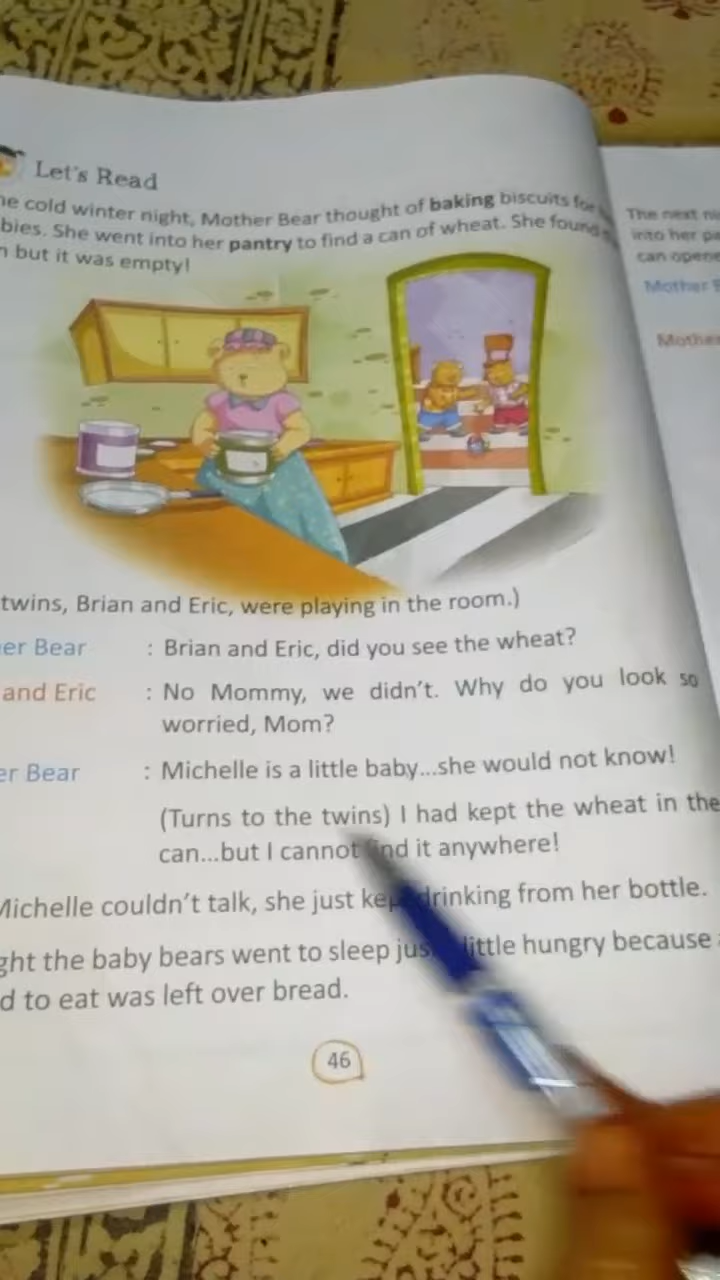 Let's Read
cold winter night, Mother Bear thought of baking biscuits
She went into her pantry to find a can of wheat. She found
but it was empty!
twins, Brian and Eric, were playing in the room.)
Bear : Brian and Eric, did you see the wheat?
and Eric : No Mommy, we didn't. Why do you look so
worried, Mom?
Bear : Michelle is a little baby...she would not know!
(Turns to the twins) I had kept the wheat in the
can...but I cannot find it anywhere!
Michelle couldn't talk, she just kept drinking from her bottle.
the baby bears went to sleep just little hungry because
to eat was left over bread.
46
The next
into her
can opene
Mother
Mother